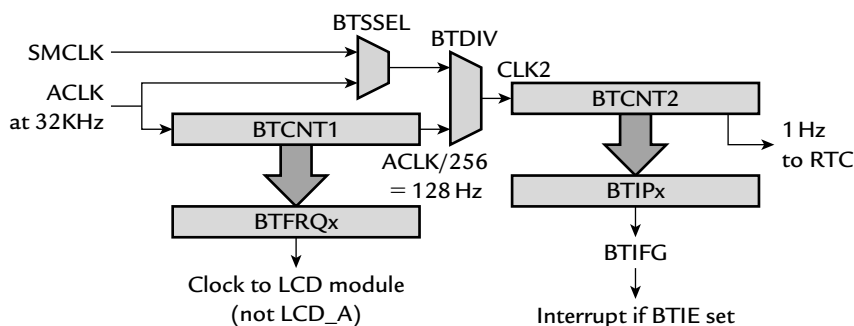 BTSSEL
SMCLK
BTDIV
CLK2
ACLK
at 32KHz
BTCNT1
BTCNT2
ACLK/256
= 128 Hz
1 Hz
to RTC
BTFRQx
BTIPx
Clock to LCD module
(not LCD_A)
BTIFG
Interrupt if BTIE set